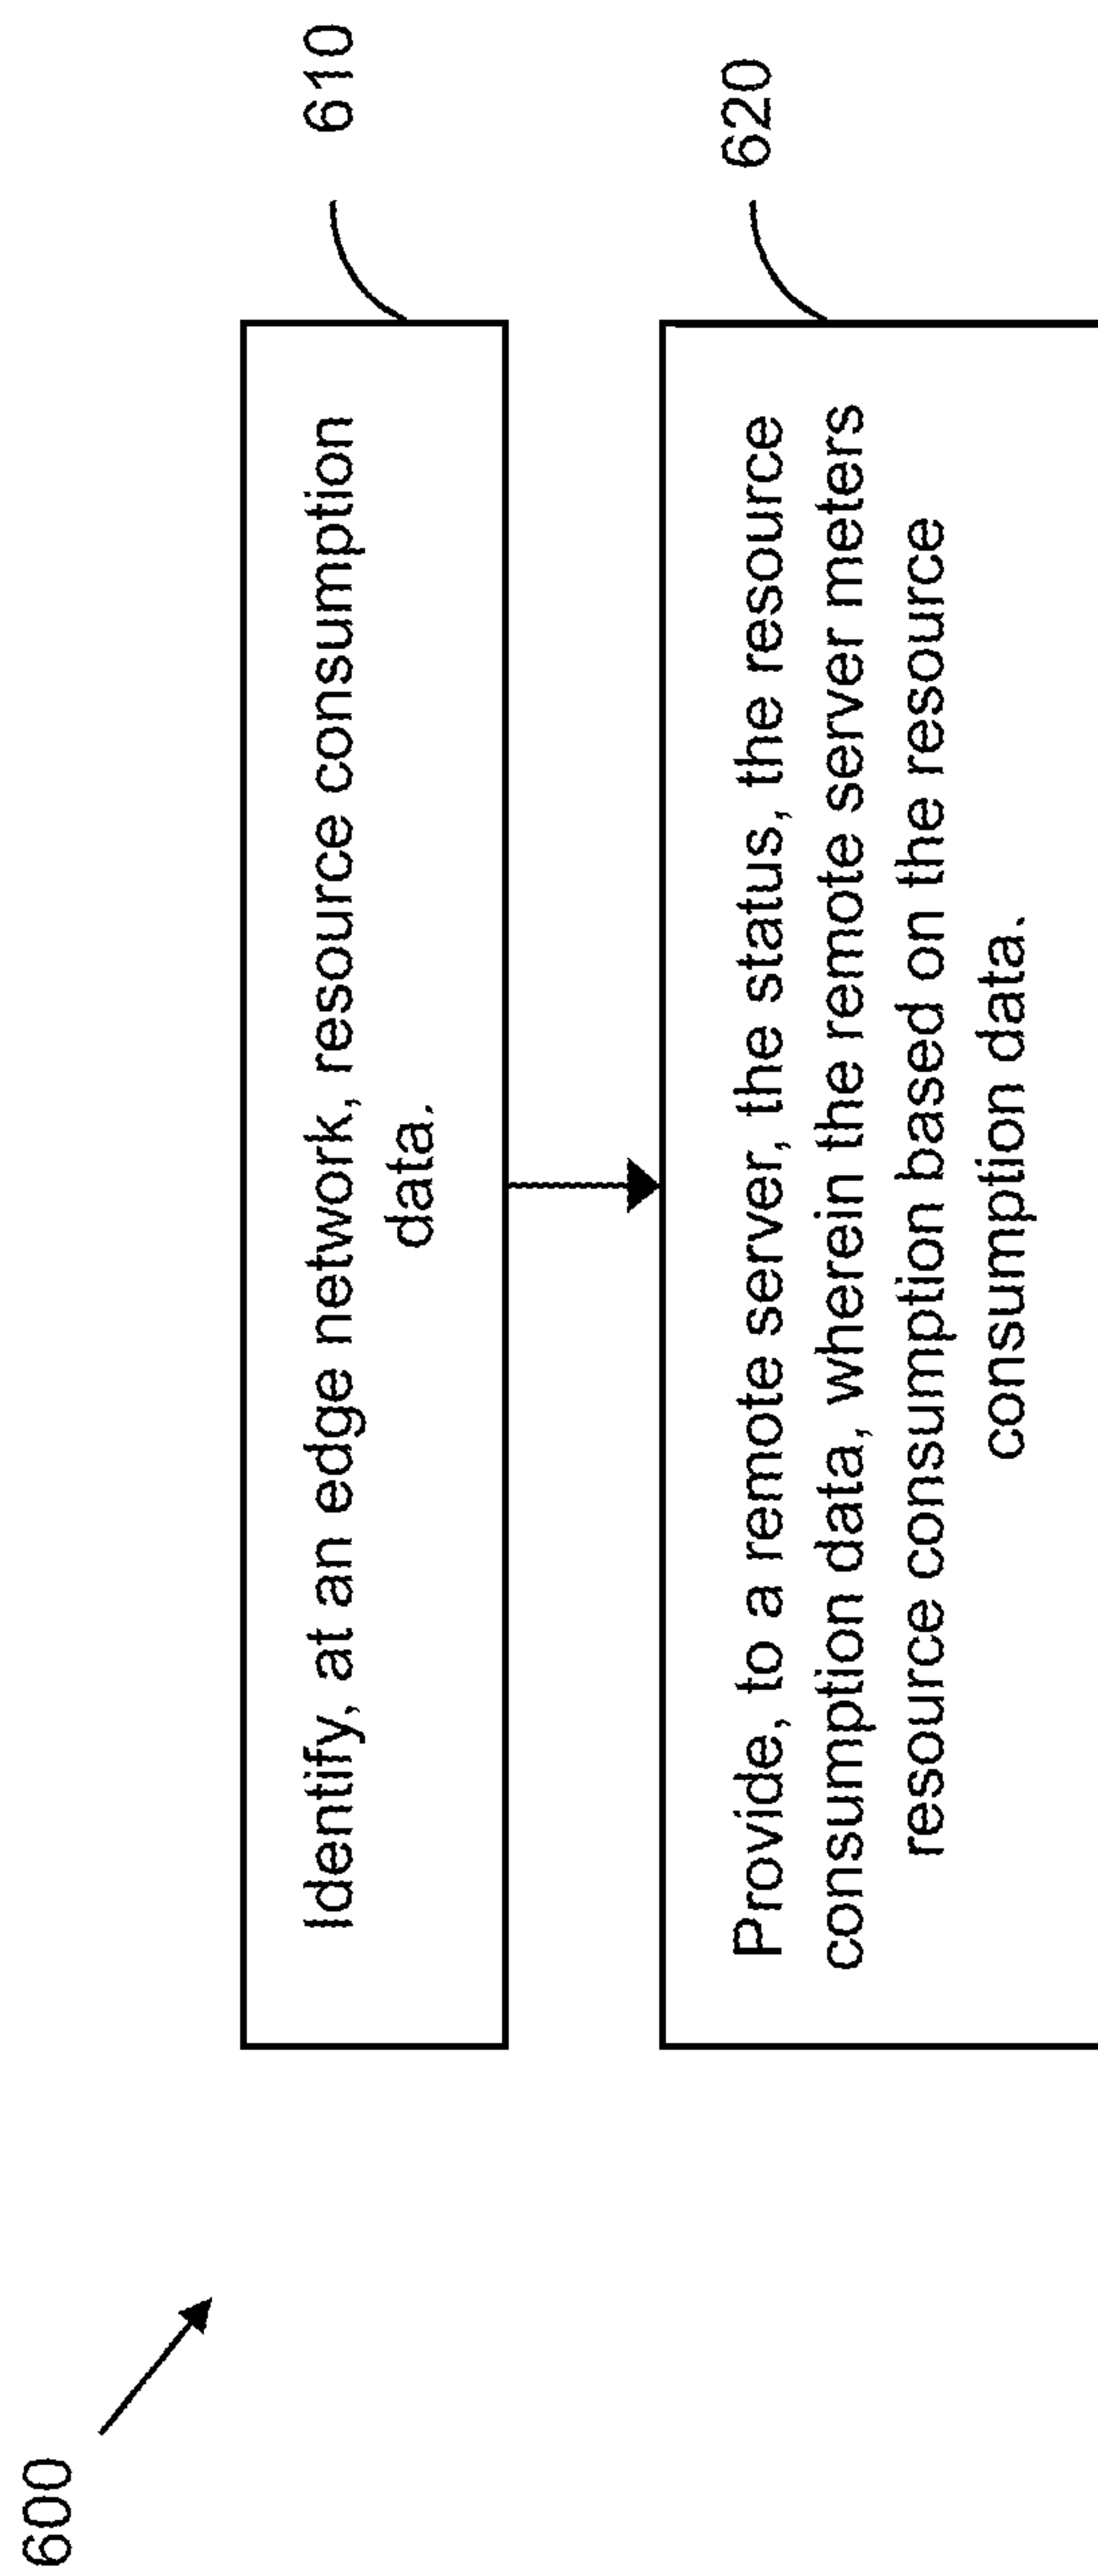 600
610
Identify, at an edge network, resource consumption
data.
620
Provide, to a remote server, the status, the resource
consumption data, wherein the remote server meters
resource consumption based on the resource
consumption data.